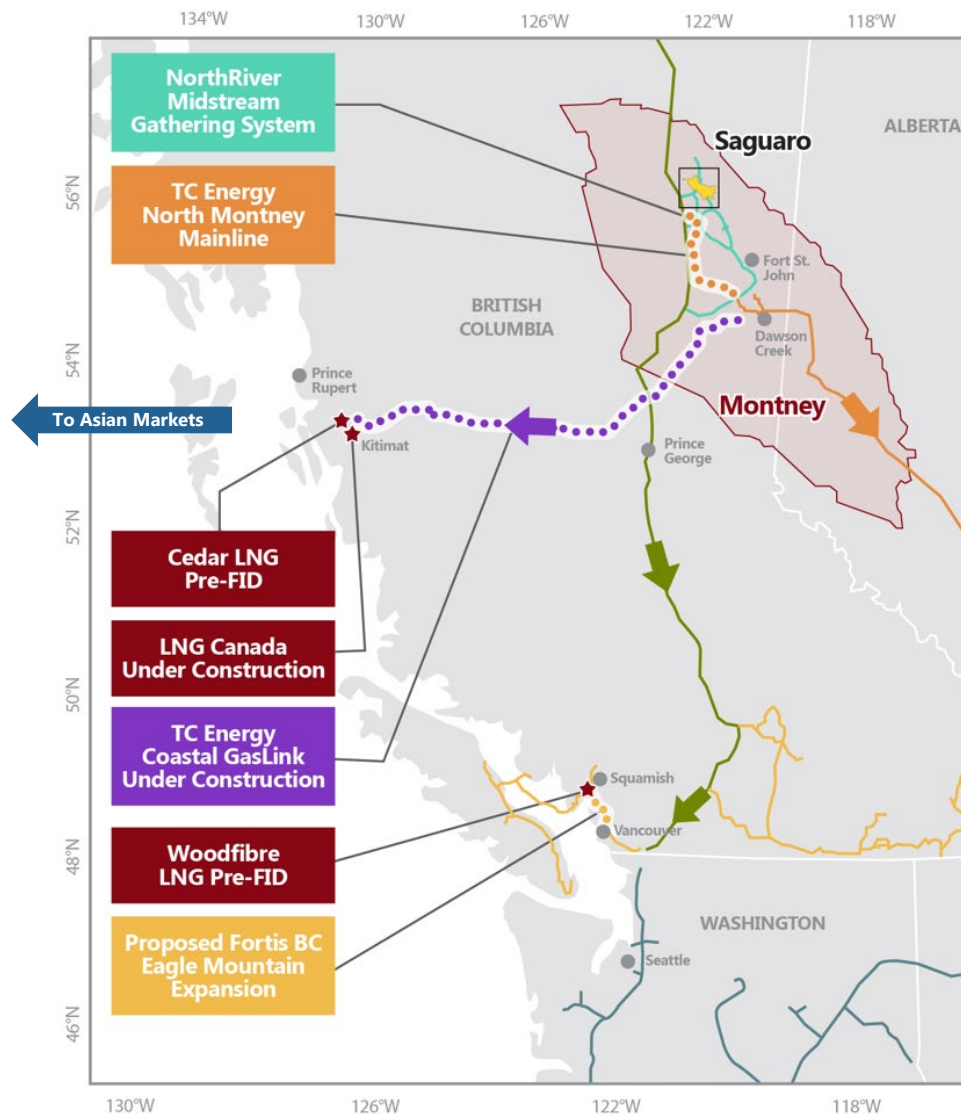 134°W
130°W
126°W
122°W
118°W
NorthRiver
Midstream
Gathering System
ALBERTA
Saguaro
56°N
TC Energy
North Montney
Mainline
Fort St.
John
BRITISH
COLUMBIA
Dawson
Creek
54°N
Prince
Rupert
To Asian Markets
Montney
Kitimat
Prince
George
52°N
Cedar LNG
Pre-FID
LNG Canada
Under Construction
50°N
TC Energy
Coastal GasLink
Under Construction
Squamish
Vancouver
48°N
Woodfibre
LNG Pre-FID
WASHINGTON
Proposed Fortis BC
Eagle Mountain
Expansion
Seattle
46°N
130°W
126°W
122°W
118°W